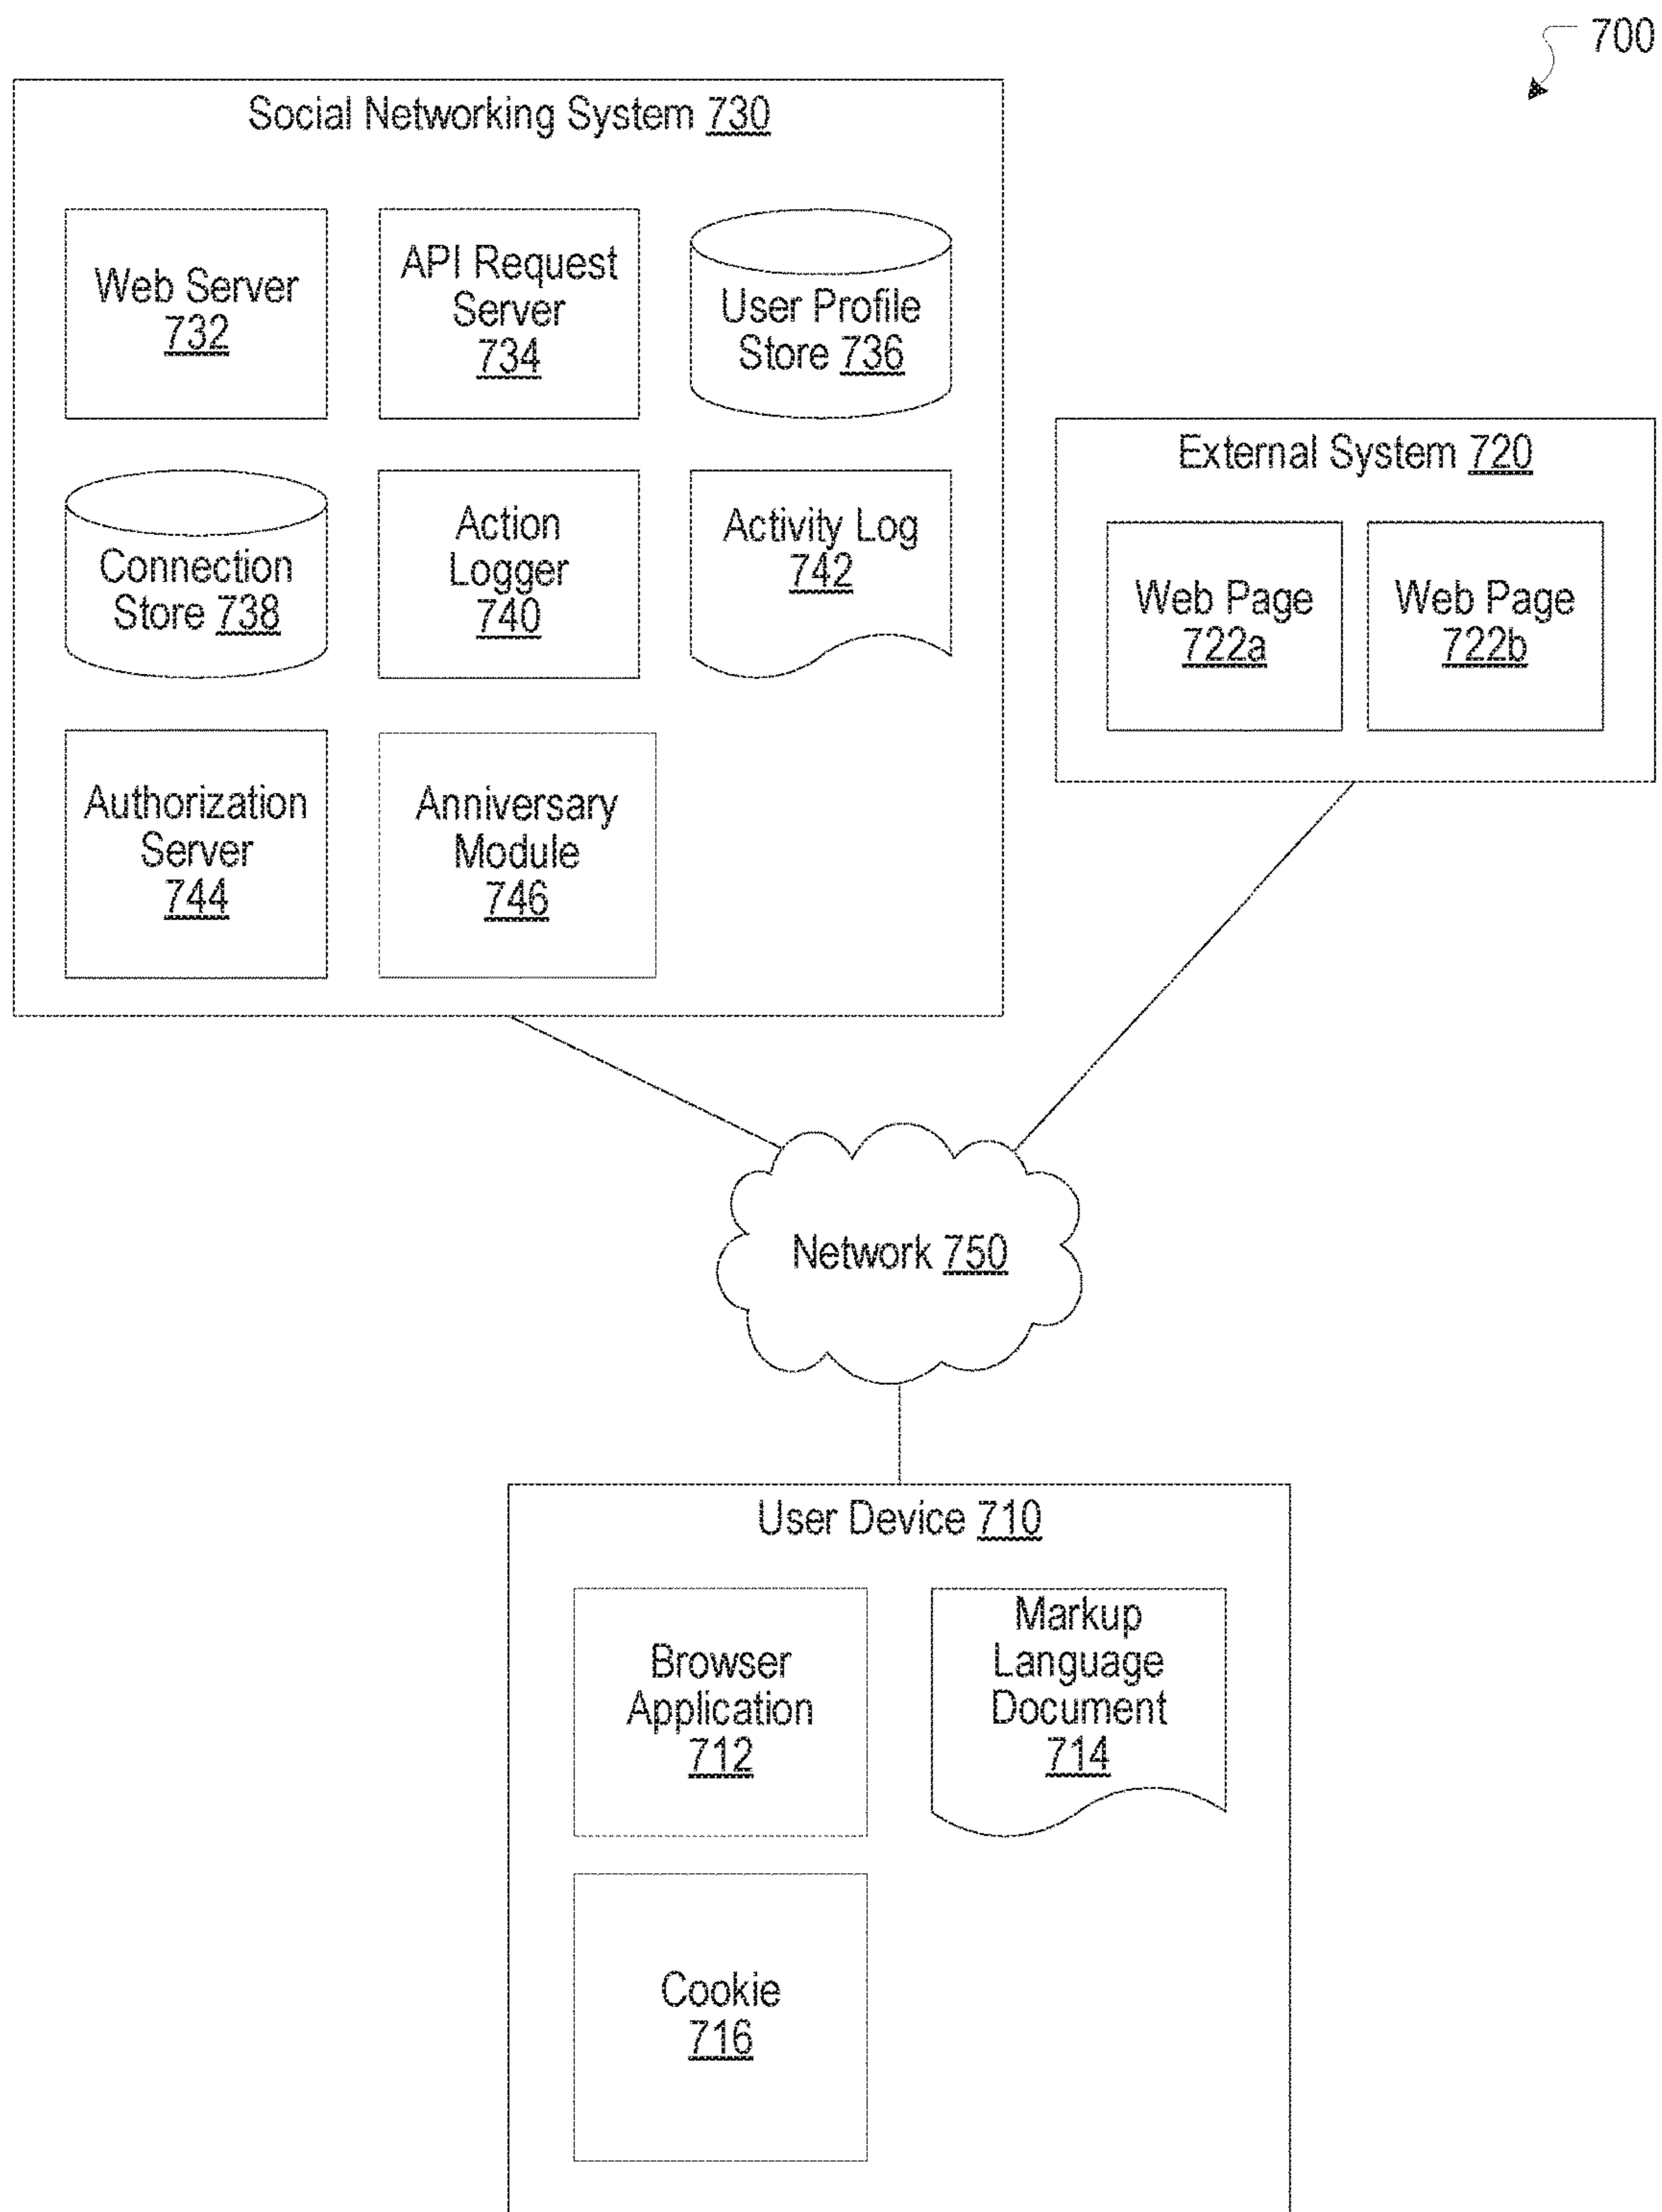 700
Social Networking System 730
Web Server
732
API Request
Server
734
User Profile
Store 736
Connection
Store 738
Action
Logger
740
Activity Log
742
Authorization
Server
744
Anniversary
Module
746
External System 720
Web Page
722a
Web Page
722b
Network 750
User Device 710
Browser
Application
712
Markup
Language
Document
714
Cookie
716